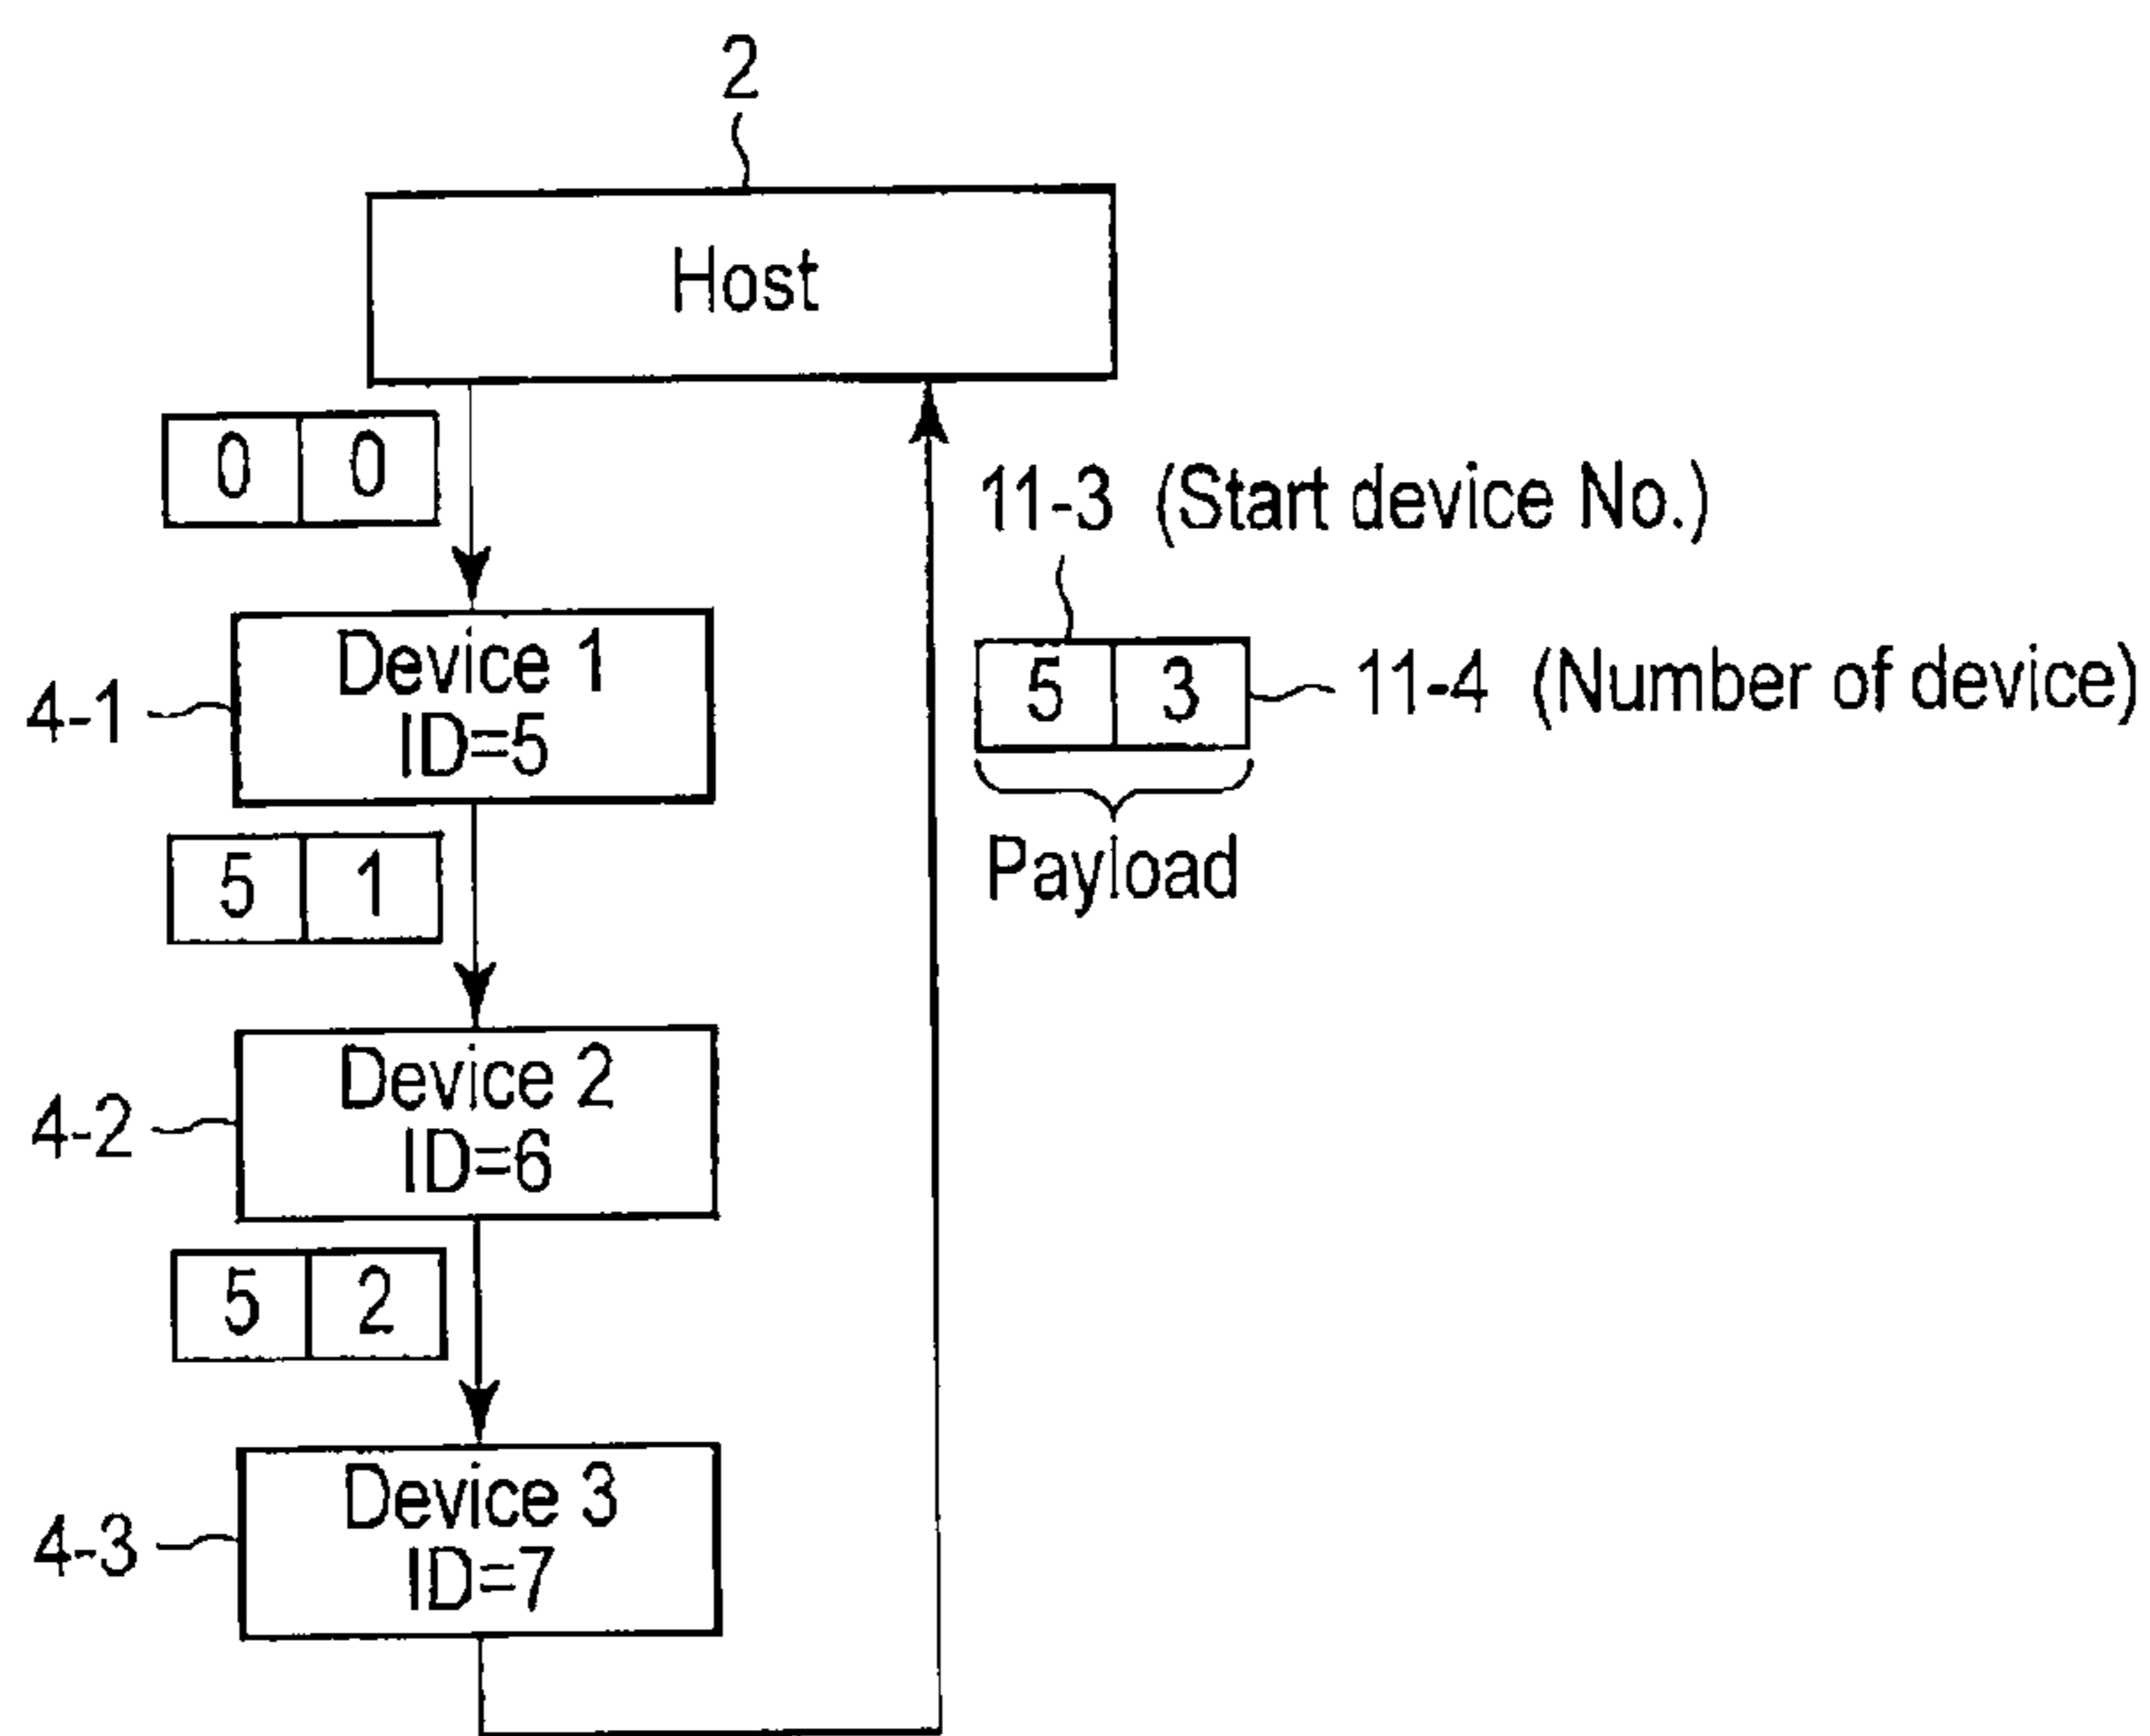 2
Host
0 0
11-3 (Start device No.)
Device 1
4-1
ID=5
5 3
11-4 (Number of device)
Payload
5 1
Device 2
4-2
ID=6
5 2
Device 3
4-3
ID=7